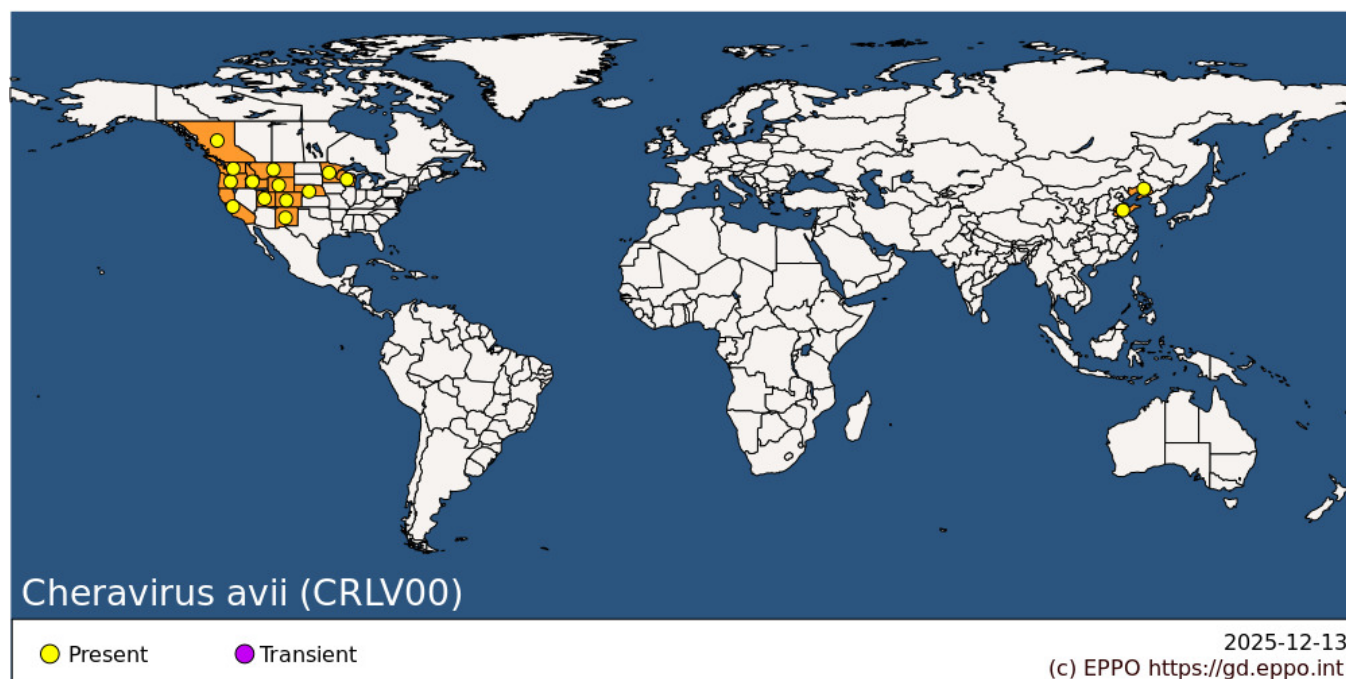 Cheravirus avii (CRLV00)
Present
Transient
2025-12-13
(c) EPPO https://gd.eppo.int